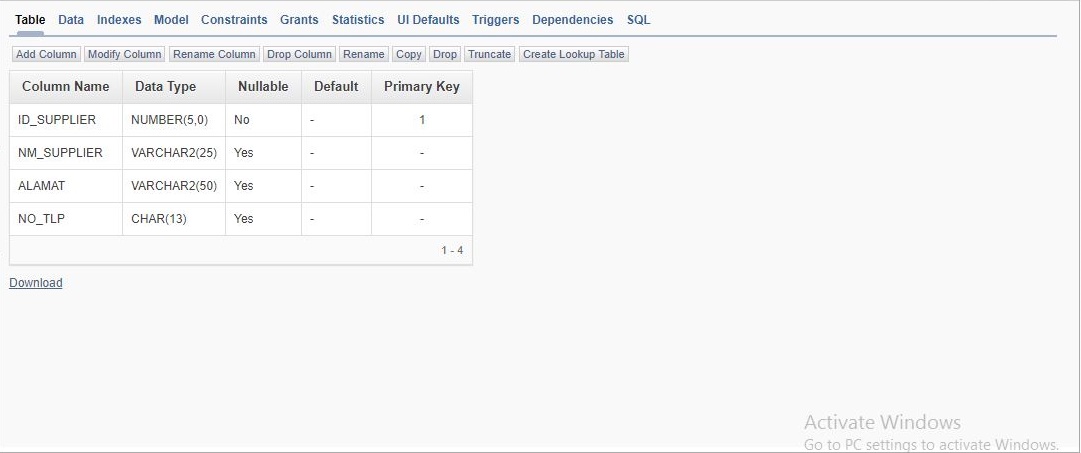 Table Data Indexes Model Constraints Grants Statistics UI Defaults Triggers Dependencies SQL
Add Column Modify Column Rename Column Drop Column Rename Copy Drop Truncate Create Lookup Table
Column Name Data Type Nullable Default Primary Key
ID_SUPPLIER NUMBER(5,0) No - 1
NM_SUPPLIER VARCHAR2(25) Yes - -
ALAMAT VARCHAR2(50) Yes - -
NO_TLP CHAR(13) Yes - -
1 - 4
Download
Activate Windows
Go to PC settings to activate Windows.